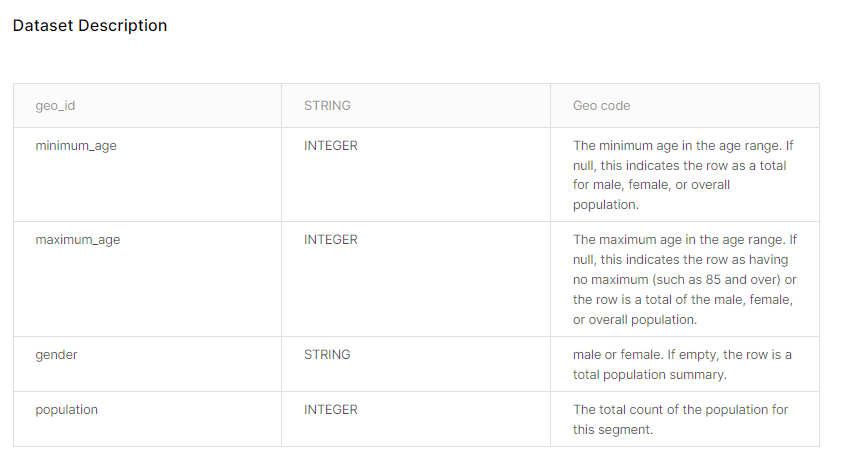 Dataset Description
geo_id STRING Geo code
minimum_age INTEGER The minimum age in the age range. If
null, this indicates the row as a total
for male, female, or overall
population.
maximum_age INTEGER The maximum age in the age range. If
null, this indicates the row as having
no maximum (such as 85 and over) or
the row is a total of the male, female,
or overall population.
gender STRING male or female. If empty, the row is a
total population summary.
population INTEGER The total count of the population for
this segment.